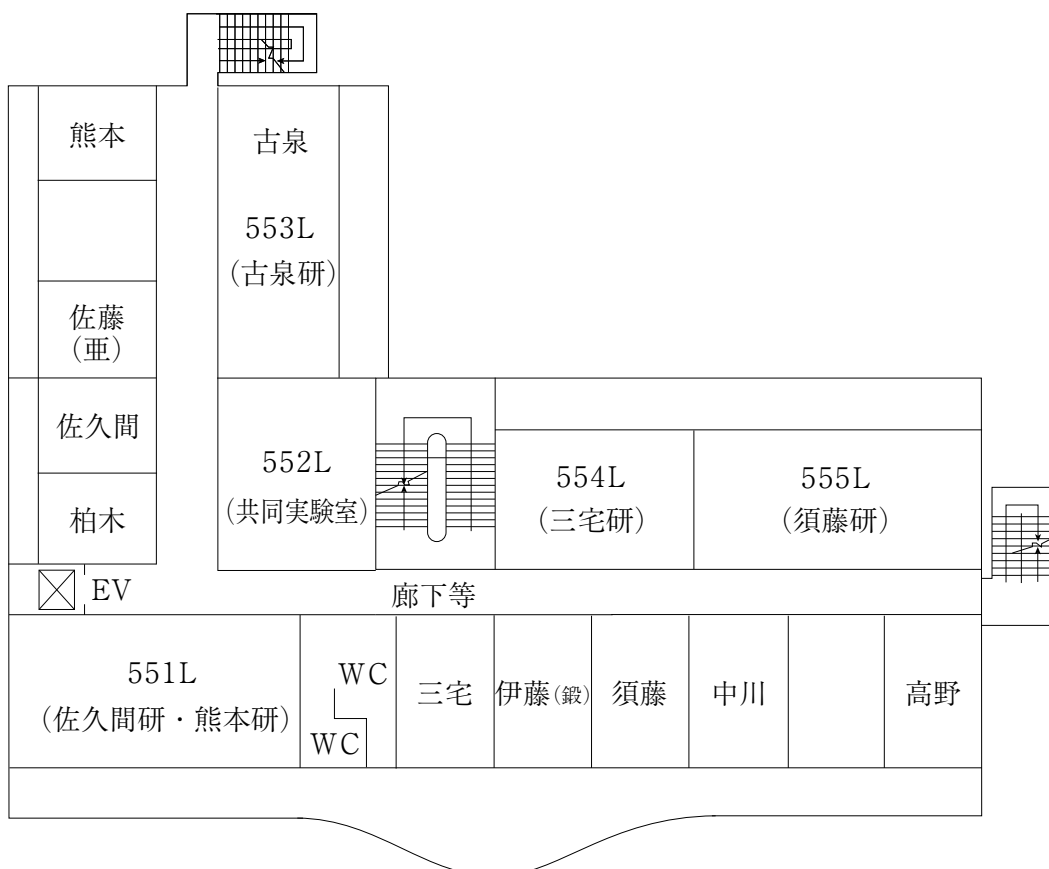 熊本
古泉
553L
(古泉研)
佐藤
(亜)
佐久間
552L
(共同実験室)
柏木
554L
(三宅研)
555L
(須藤研)
EV
廊下等
551L
(佐久間研・熊本研)
WC
WC
三宅
伊藤(鍛)
須藤
中川
高野